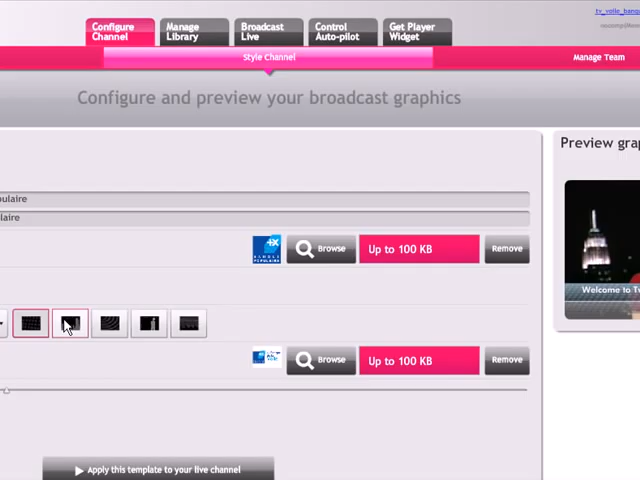 Configure
Channel
Manage
Library
Broadcast
Live
Control
Auto-pilot
Get Player
Widget
Style Channel
Manage Team
Configure and preview your broadcast graphics
Preview gra
pulaire
laire
Browse
Up to 100 KB
Remove
Welcome to Tv
Browse
Up to 100 KB
Remove
Apply this template to your live channel